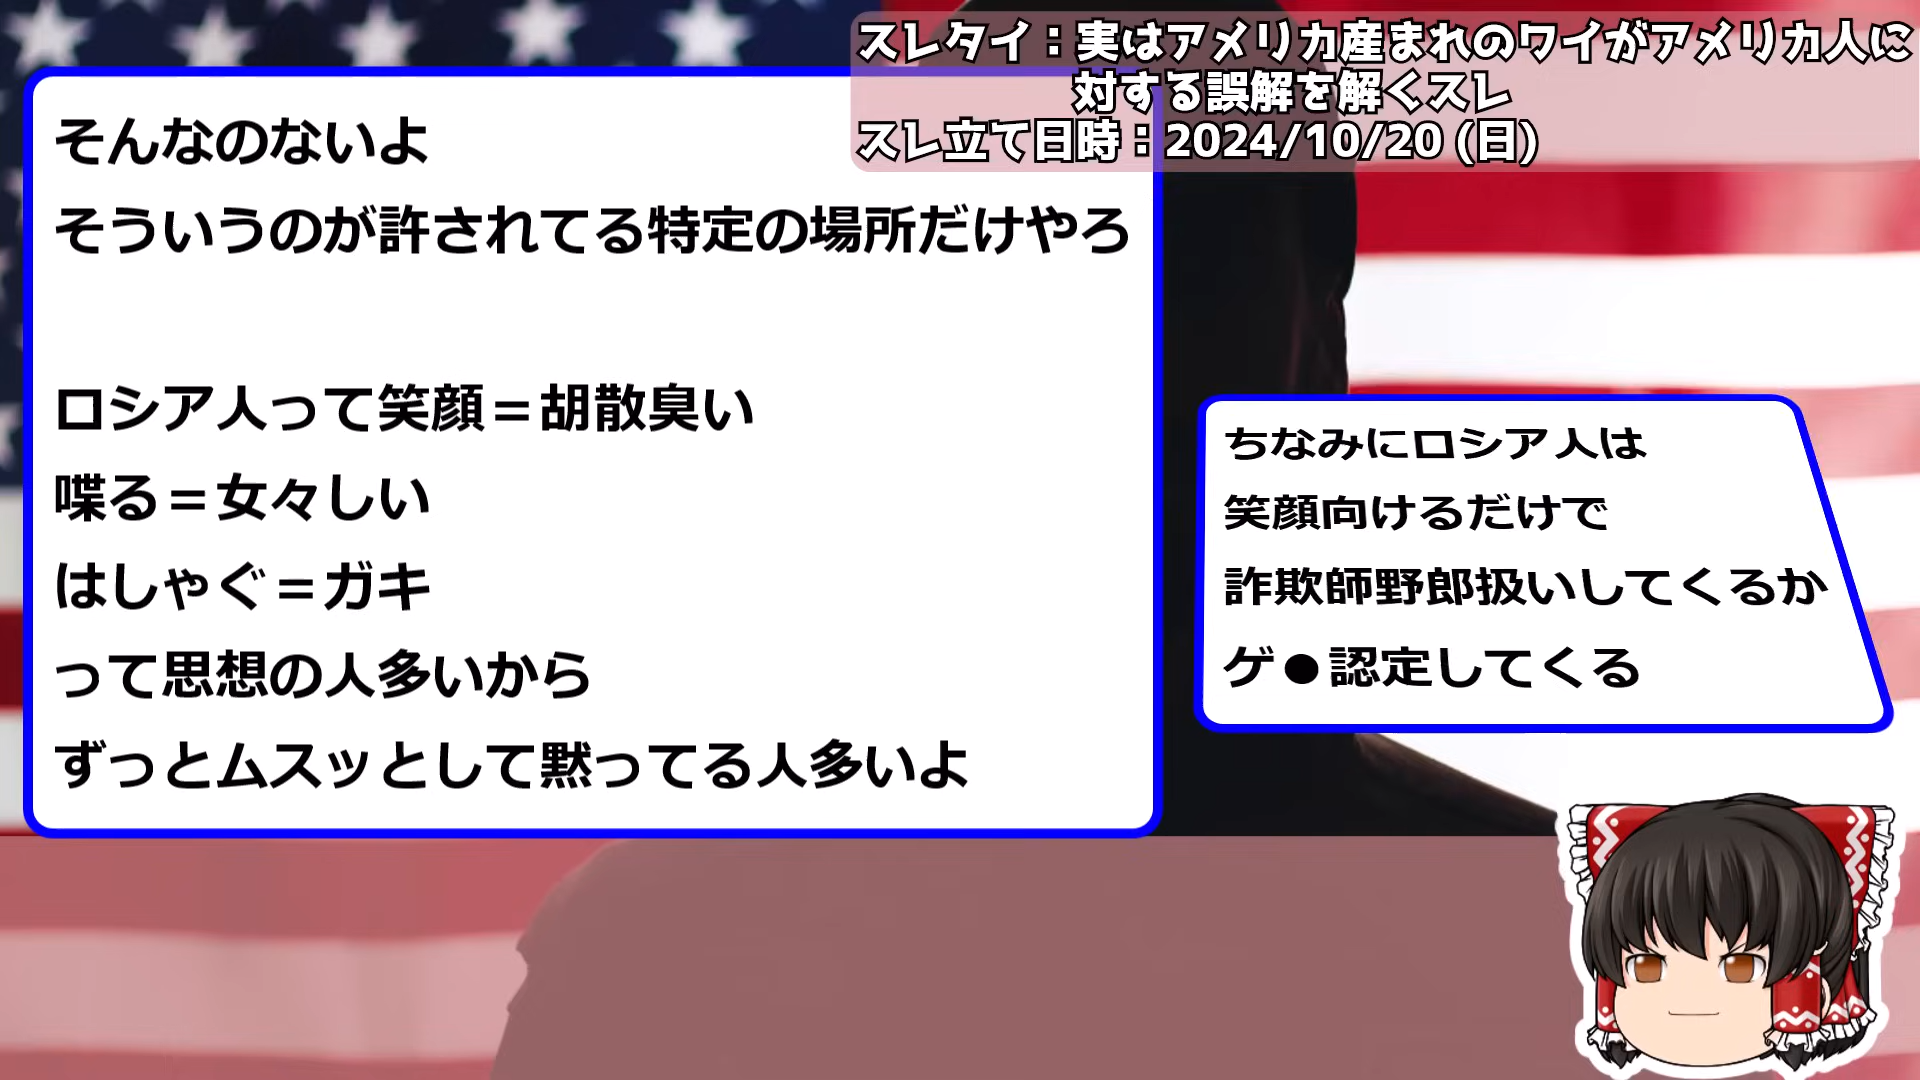 スレタイ：実はアメリカ産まれのワイがアメリカ人に
対する誤解を解くスレ
スレ立て日時：2024/10/20 (日)
そんなのないよ
そういうのが許されてる特定の場所だけやろ
ロシア人って笑顔＝胡散臭い
喋る＝女々しい
はしゃぐ＝ガキ
って思想の人多いから
ずっとムスッとして黙ってる人多いよ
ちなみにロシア人は
笑顔向けるだけで
詐欺師野郎扱いしてくるか
ゲ●認定してくる